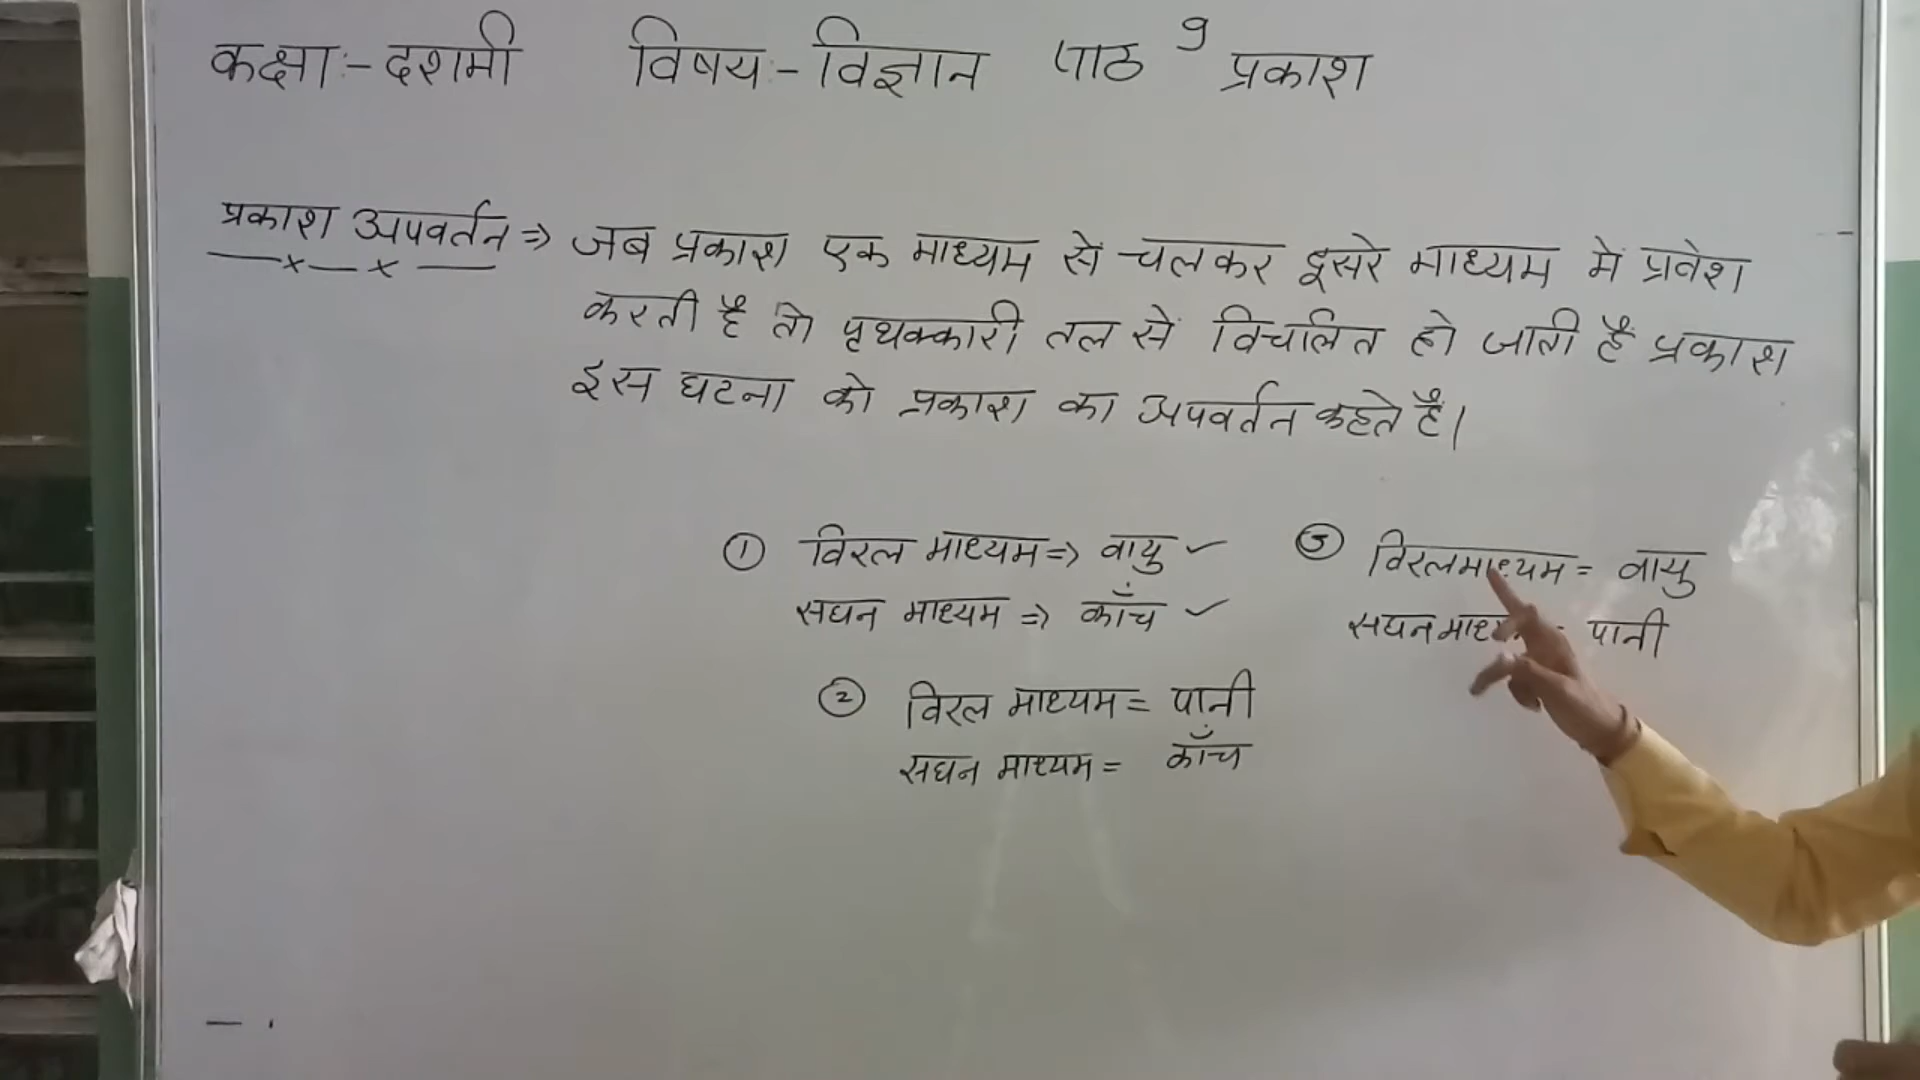 कक्षा:- दशमी विषय:- विज्ञान पाठ 9 प्रकाश
प्रकाश अपवर्तन ⇒ जब प्रकाश एक माध्यम से चलकर दूसरे माध्यम में प्रवेश
करती है तो पृथक्कारी तल से विचलित हो जाती है प्रकाश
इस घटना को प्रकाश का अपवर्तन कहते हैं।
① विरल माध्यम ⇒ वायु ✓
सघन माध्यम ⇒ काँच ✓
② विरल माध्यम = पानी
सघन माध्यम = काँच
③ विरल माध्यम = वायु
सघन = पानी